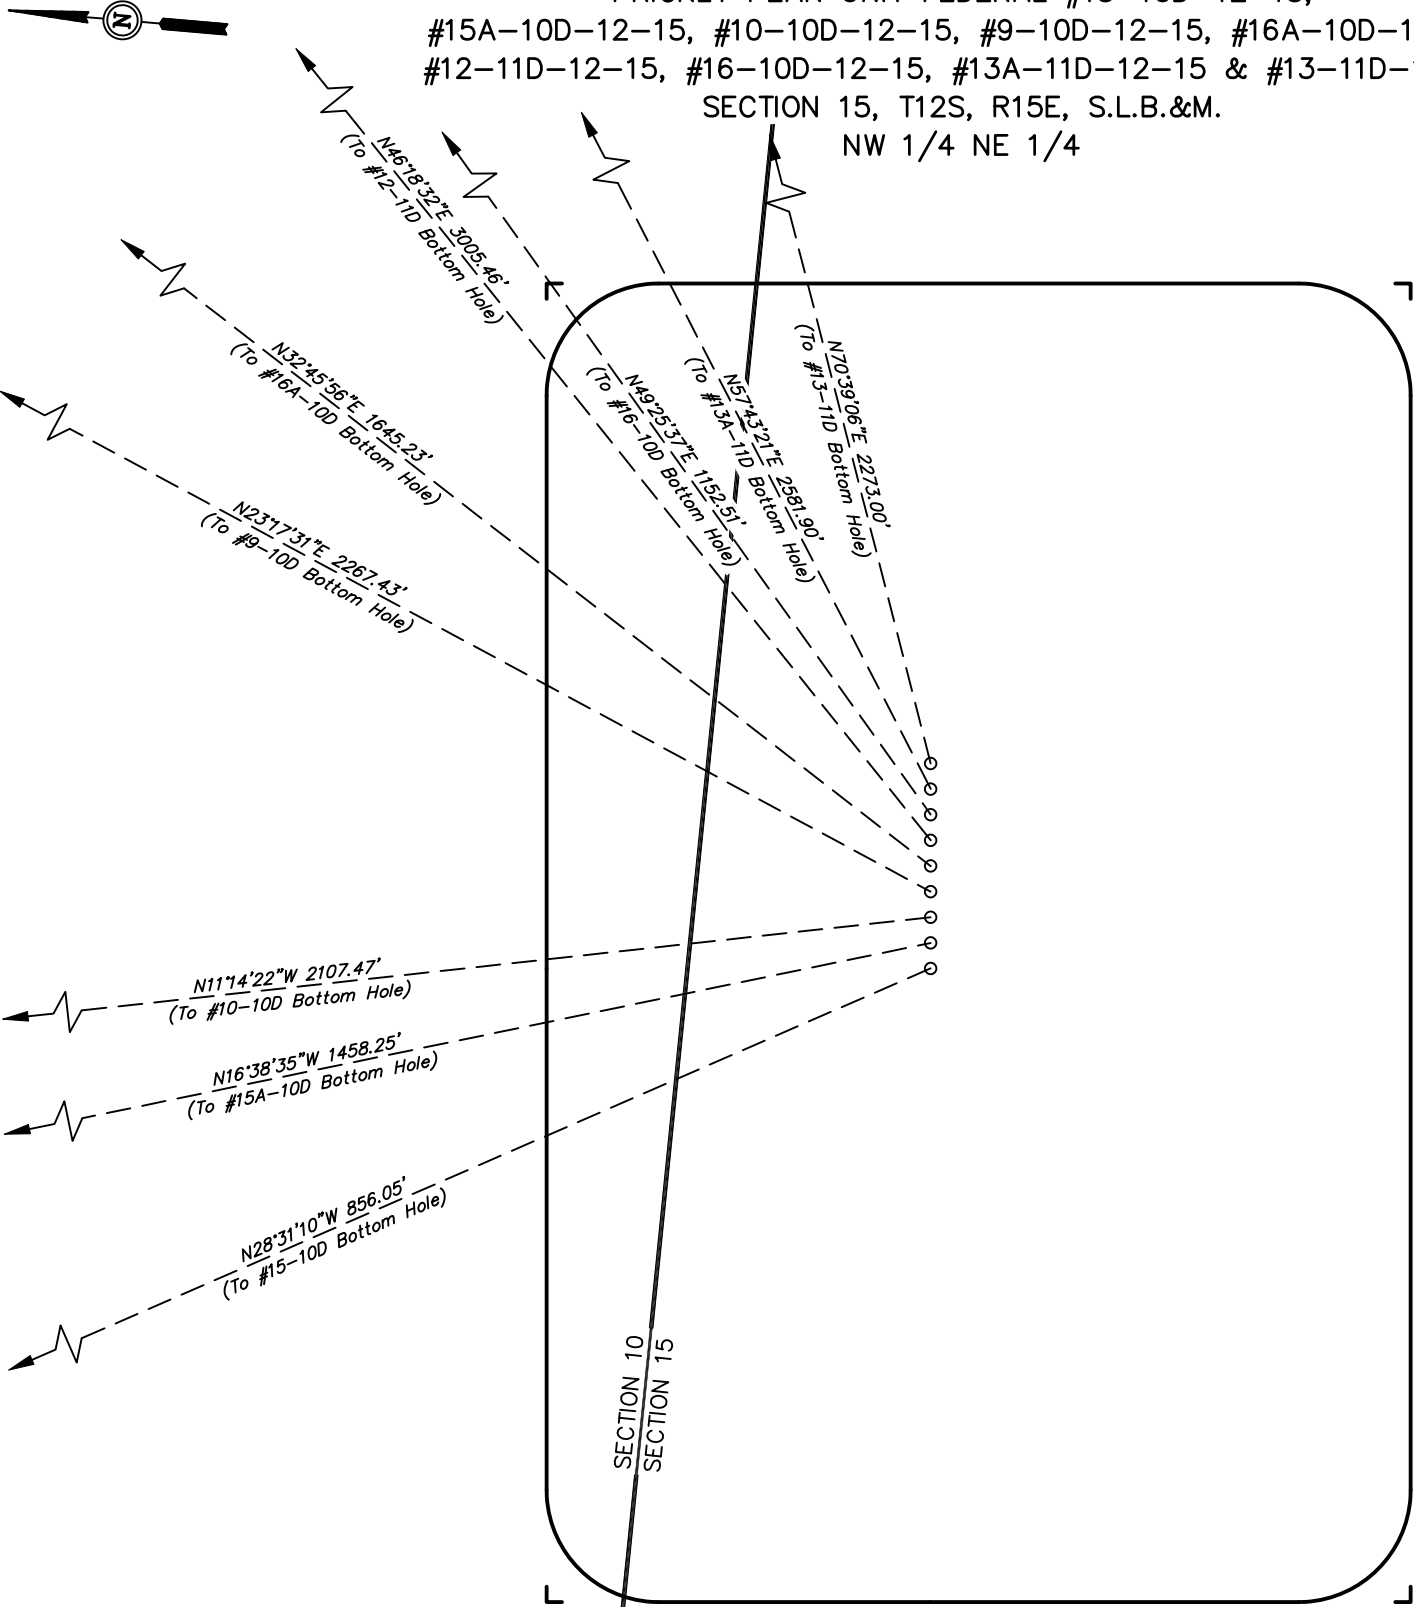 #15A-10D-12-15, #10-10D-12-15, #9-10D-12-15, #16A-10D-1
#12-11D-12-15, #16-10D-12-15, #13A-11D-12-15 & #13-11D-
SECTION 15, T12S, R15E, S.L.B.&M.
NW 1/4 NE 1/4
N
N46°18'32"E 3005.46'
(To #12-11D Bottom Hole)
N32°45'56"E 1645.23'
(To #16A-10D Bottom Hole)
N23°17'31"E 2267.43'
(To #9-10D Bottom Hole)
N49°25'37"E 1152.51'
(To #16-10D Bottom Hole)
N57°43'21"E 2581.90'
(To #13A-11D Bottom Hole)
N70°39'06"E 2273.00'
(To #13-11D Bottom Hole)
N11°14'22"W 2107.47'
(To #10-10D Bottom Hole)
N16°38'35"W 1458.25'
(To #15A-10D Bottom Hole)
N28°31'10"W 856.05'
(To #15-10D Bottom Hole)
SECTION 10
SECTION 15